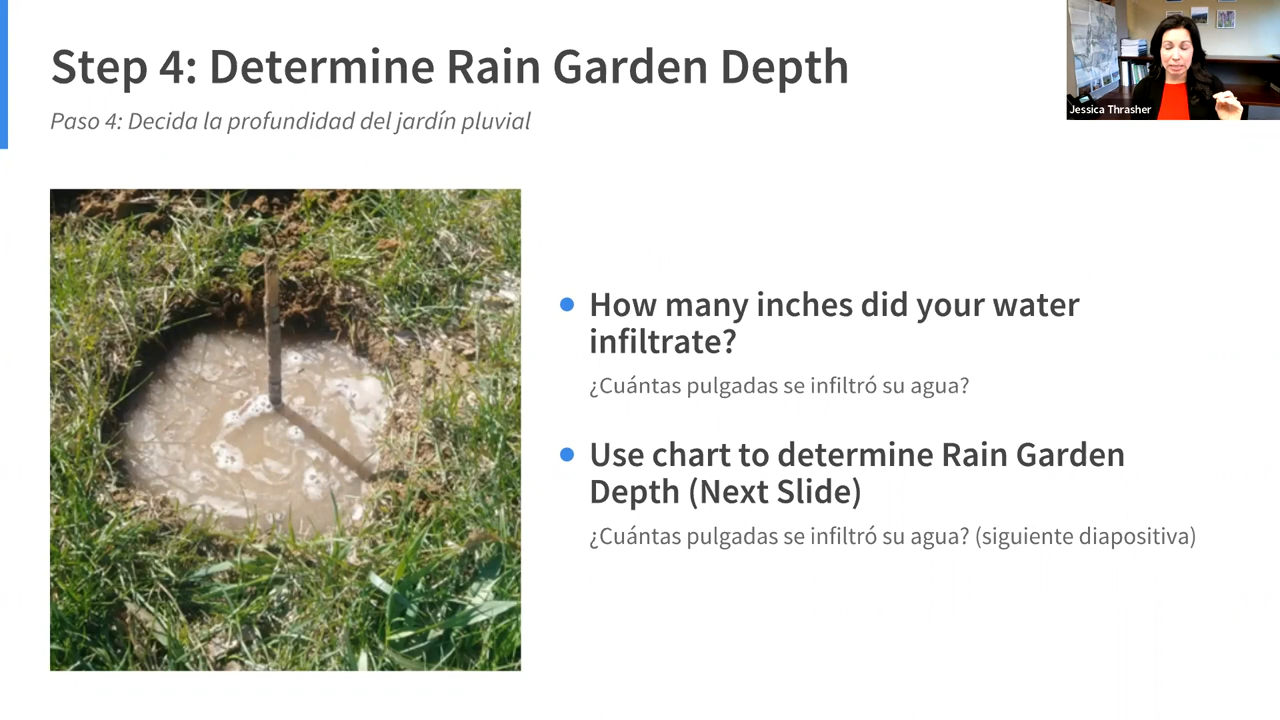 Step 4: Determine Rain Garden Depth
Paso 4: Decida la profundidad del jardín pluvial
Jessica Thrasher
How many inches did your water
infiltrate?
¿Cuántas pulgadas se infiltró su agua?
Use chart to determine Rain Garden
Depth (Next Slide)
¿Cuántas pulgadas se infiltró su agua? (siguiente diapositiva)